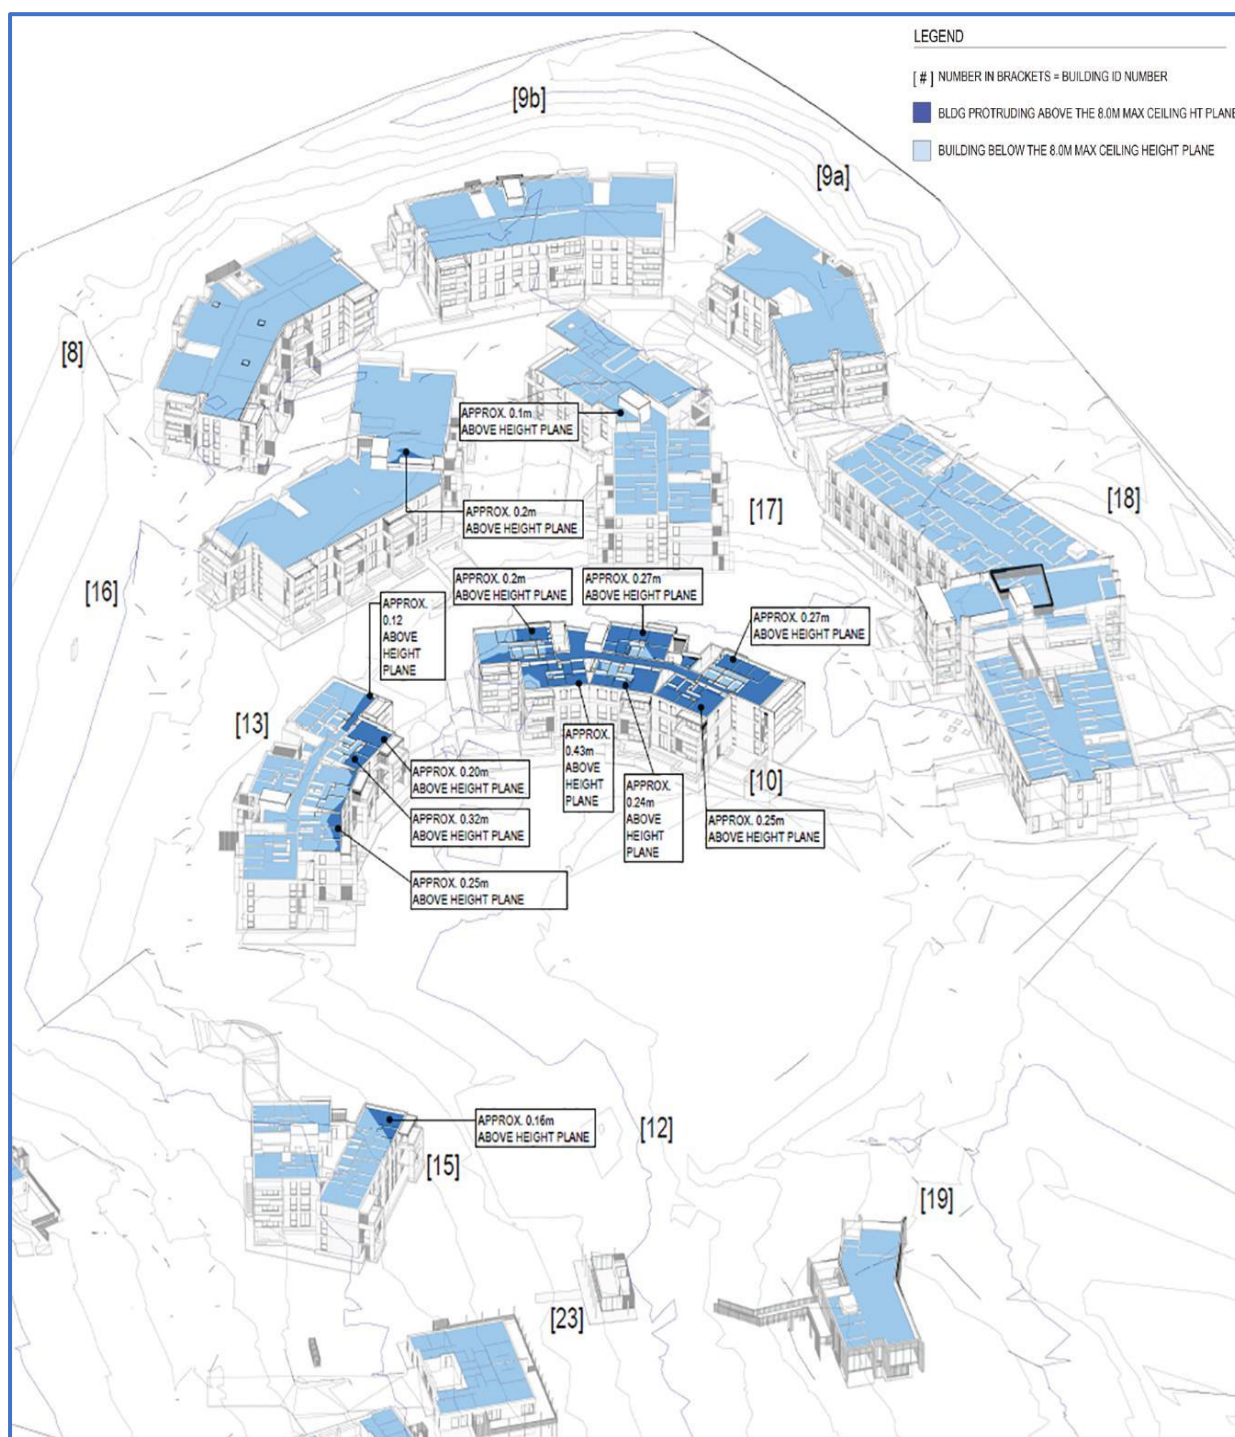 LEGEND
[ # ] NUMBER IN BRACKETS = BUILDING ID NUMBER
BLDG PROTRUDING ABOVE THE 8.0M MAX CEILING HT PLANE
BUILDING BELOW THE 8.0M MAX CEILING HEIGHT PLANE
[9b]
[9a]
[8]
APPROX. 0.1m
ABOVE HEIGHT PLANE
[18]
[17]
APPROX. 0.2m
ABOVE HEIGHT PLANE
[16]
APPROX.
0.12
ABOVE
HEIGHT
PLANE
APPROX. 0.2m
ABOVE HEIGHT PLANE
APPROX. 0.27m
ABOVE HEIGHT PLANE
APPROX. 0.27m
ABOVE HEIGHT PLANE
[13]
APPROX. 0.20m
ABOVE HEIGHT PLANE
APPROX. 0.32m
ABOVE HEIGHT PLANE
APPROX. 0.25m
ABOVE HEIGHT PLANE
APPROX.
0.43m
ABOVE
HEIGHT
PLANE
APPROX.
0.24m
ABOVE
HEIGHT
PLANE
[10]
APPROX. 0.25m
ABOVE HEIGHT PLANE
APPROX. 0.16m
ABOVE HEIGHT PLANE
[12]
[15]
[19]
[23]